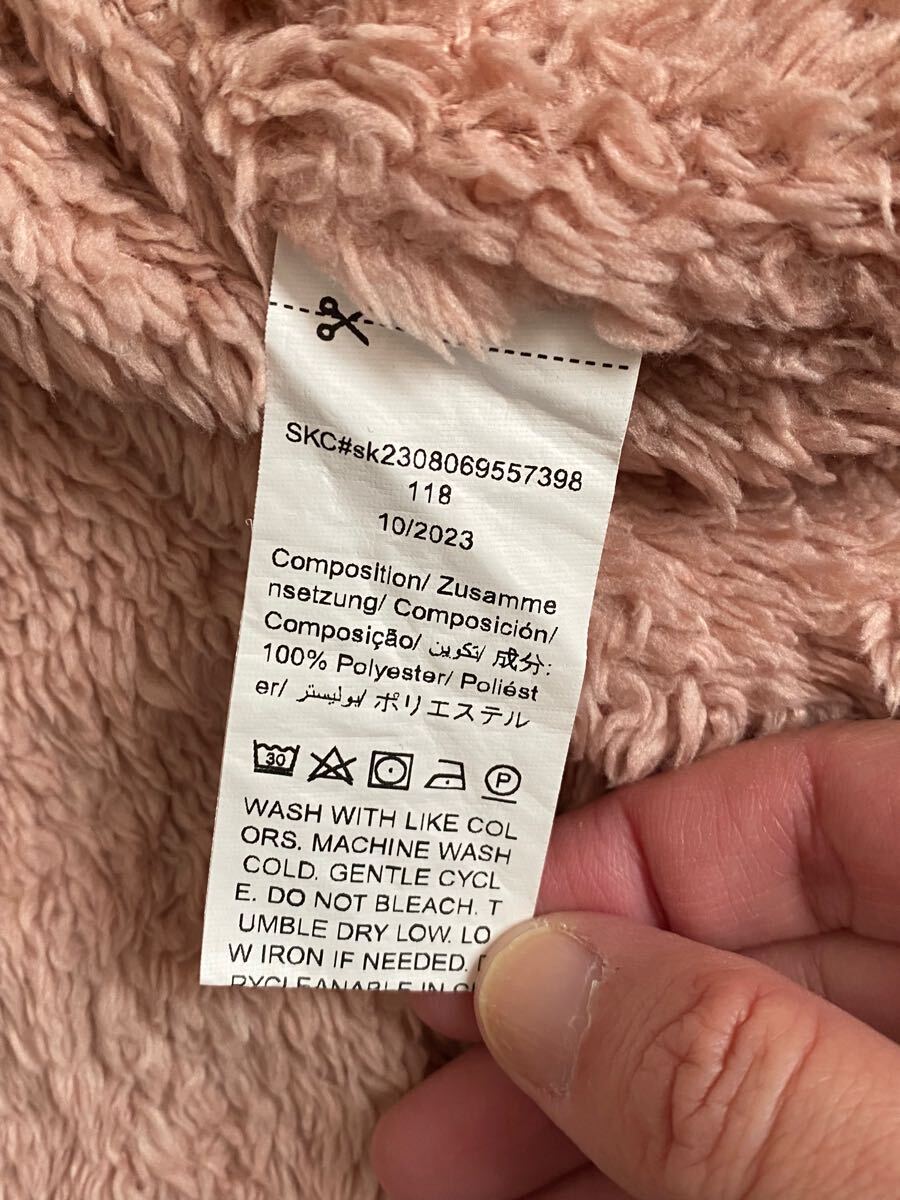 SKC#sk2308069557398
118
10/2023
Composition/ Zusamme
nsetzung/ Composición/
Composição/ تكوين/ 成分:
100% Polyester/ Poliést
er/ بوليستر/ ポリエステル
30 P
WASH WITH LIKE COL
ORS. MACHINE WASH
COLD. GENTLE CYCL
E. DO NOT BLEACH. T
UMBLE DRY LOW. LO
W IRON IF NEEDED.
RYCLEANABLE IN